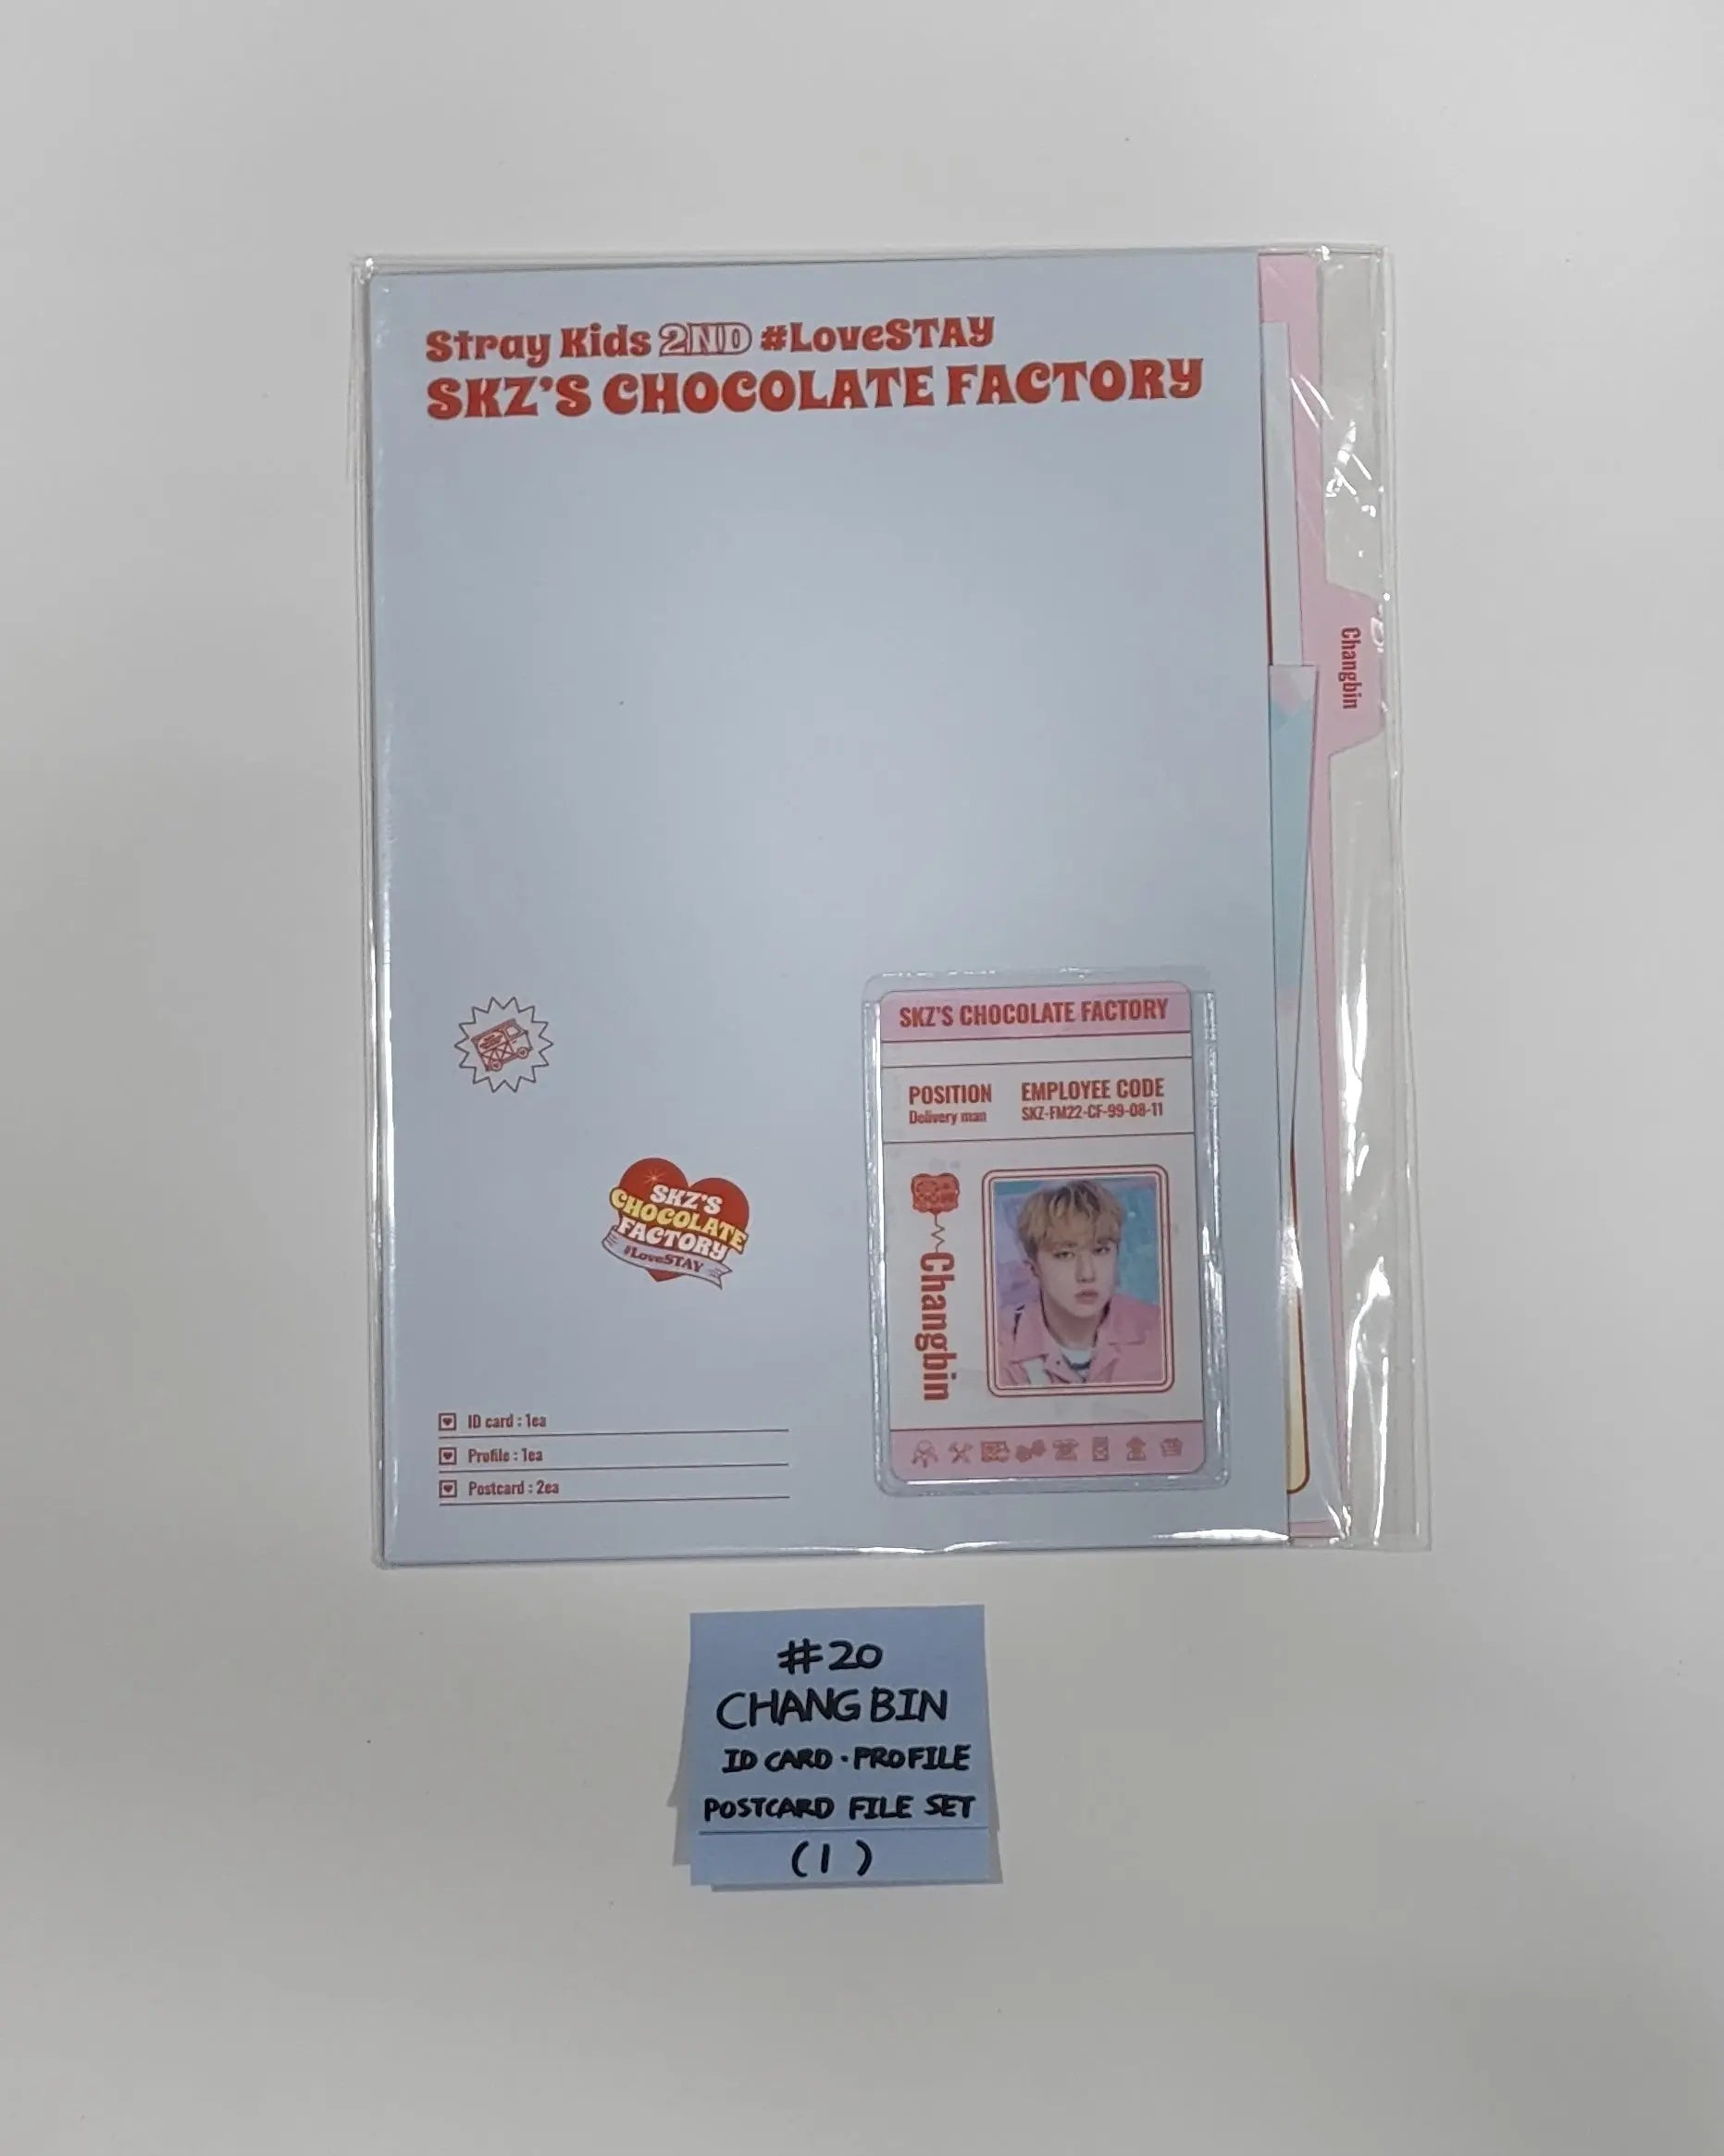 Stray Kids 2ND #LoveSTAY
SKZ'S CHOCOLATE FACTORY
Changbin
SKZ'S CHOCOLATE FACTORY
POSITION
Delivery man
EMPLOYEE CODE
SKZ-FM22-CF-99-08-11
Changbin
SKZ'S
CHOCOLATE
FACTORY
#LoveSTAY
ID card : 1ea
Profile : 1ea
Postcard : 2ea
#20
CHANGBIN
ID CARD · PROFILE
POSTCARD FILE SET
(1)